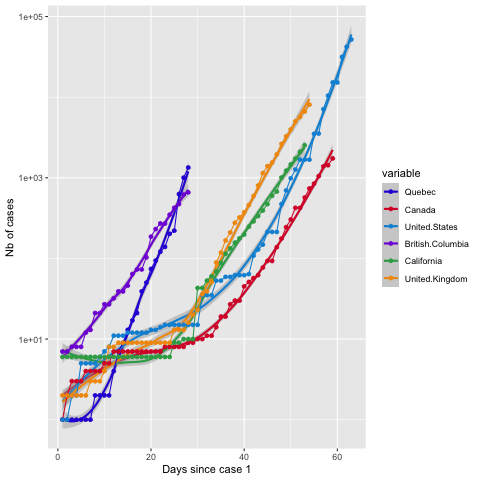 1e+05
1e+03
1e+01
Nb of cases
0
20
40
60
Days since case 1
variable
Quebec
Canada
United.States
British.Columbia
California
United.Kingdom